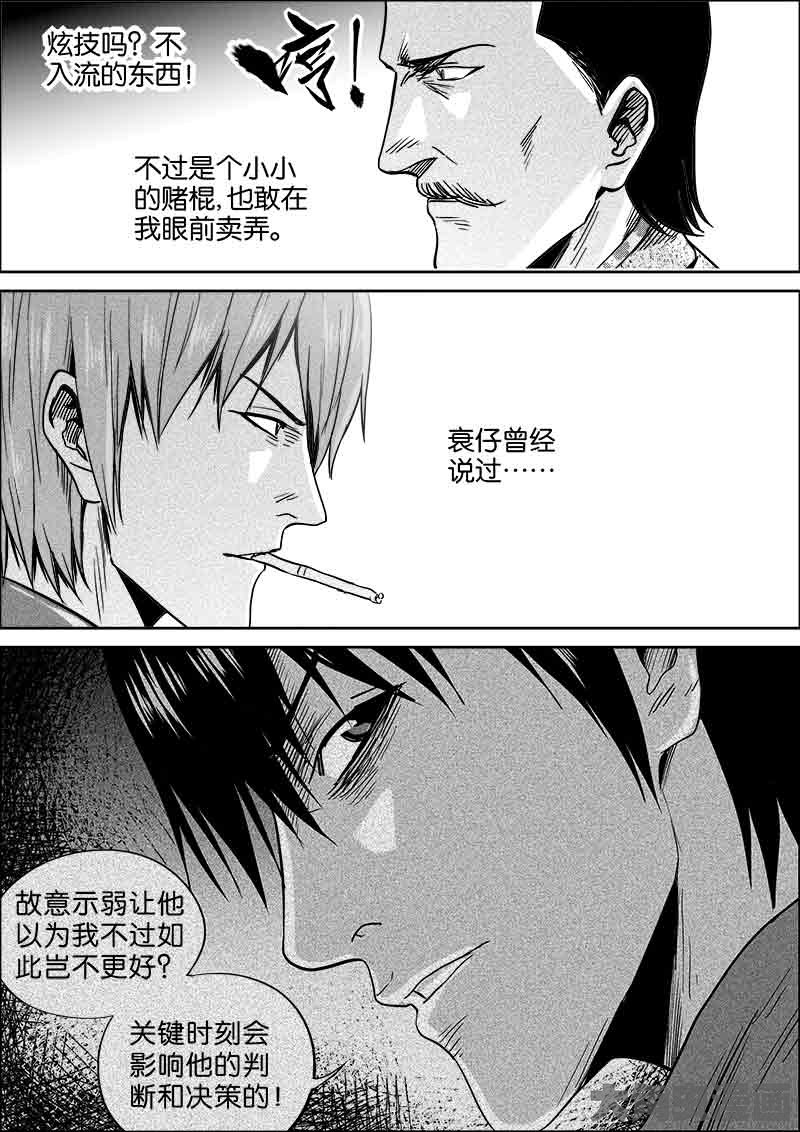 炫技吗？不
入流的东西！
哼！
不过是个小小
的赌棍，也敢在
我眼前卖弄。
衰仔曾经
说过……
故意示弱让他
以为我不过如
此岂不更好？
关键时刻会
影响他的判
断和决策的！